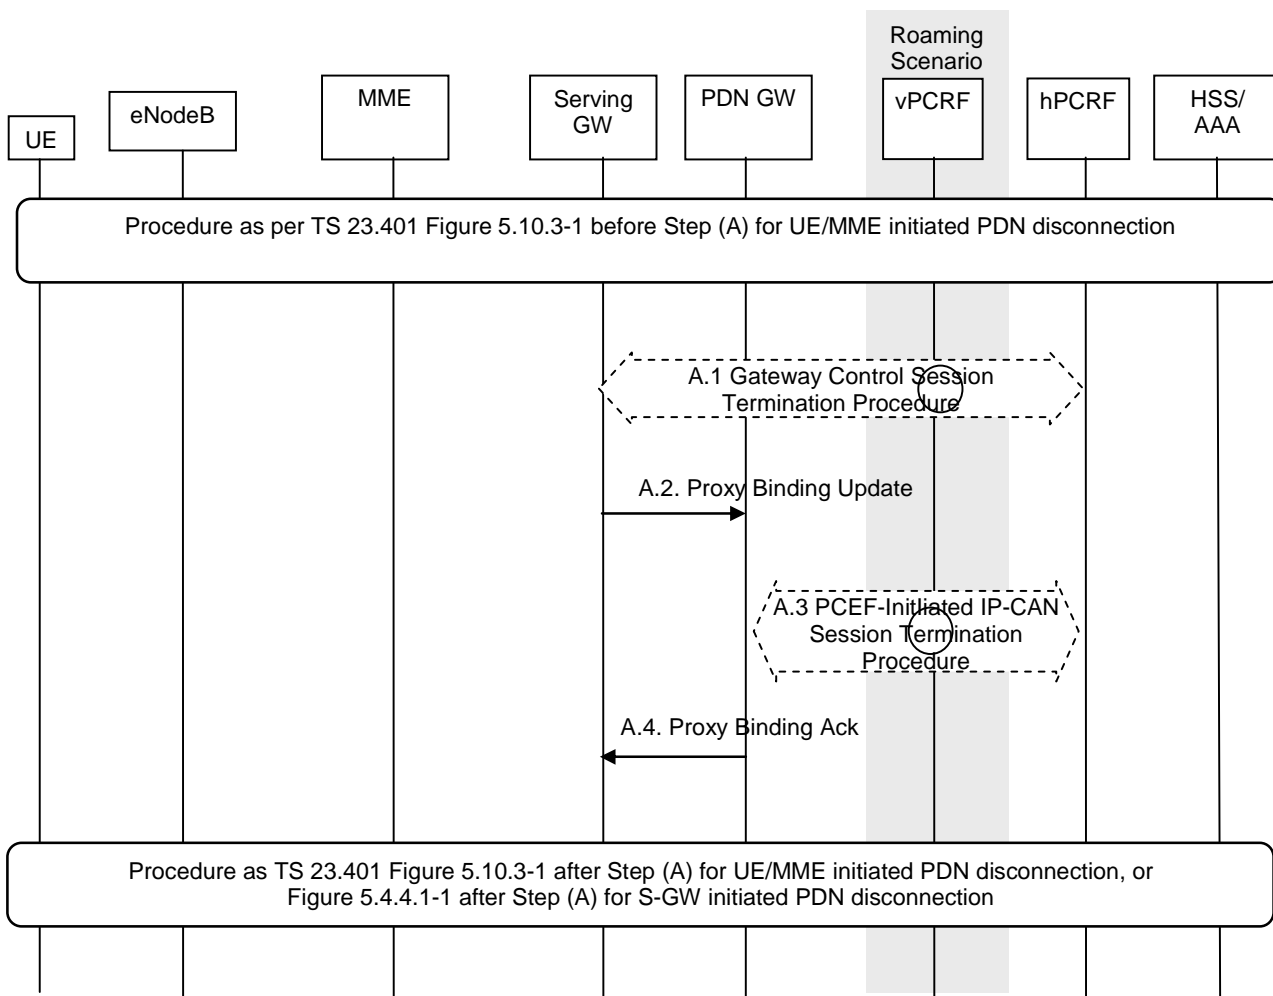 Roaming
Scenario
UE
eNodeB
MME
Serving
GW
PDN GW
vPCRF
hPCRF
HSS/
AAA
Procedure as per TS 23.401 Figure 5.10.3-1 before Step (A) for UE/MME initiated PDN disconnection
A.1 Gateway Control Session
Termination Procedure
A.2. Proxy Binding Update
A.3 PCEF-Initliated IP-CAN
Session Termination
Procedure
A.4. Proxy Binding Ack
Procedure as TS 23.401 Figure 5.10.3-1 after Step (A) for UE/MME initiated PDN disconnection, or
Figure 5.4.4.1-1 after Step (A) for S-GW initiated PDN disconnection